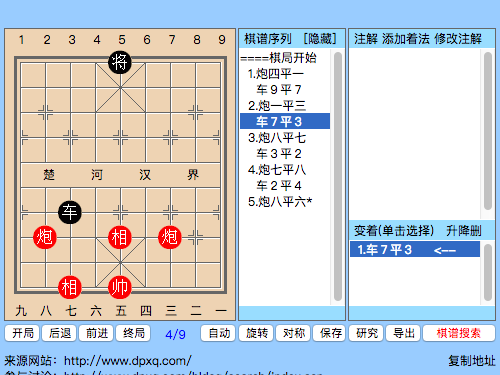 1 2 3 4 5 6 7 8 9
将
楚 河 汉 界
车
炮 相 炮
相 帅
九 八 七 六 五 四 三 二 一
棋谱序列 [隐藏]
====棋局开始
1.炮四平一
车9平7
2.炮一平三
车7平3
3.炮八平七
车3平2
4.炮七平八
车2平4
5.炮八平六*
注解 添加着法 修改注解
变着(单击选择) 升降删
1.车7平3 <--
开局 后退 前进 终局 4/9 自动 旋转 对称 保存 研究 导出 棋谱搜索
来源网站：http://www.dpxq.com/ 复制地址